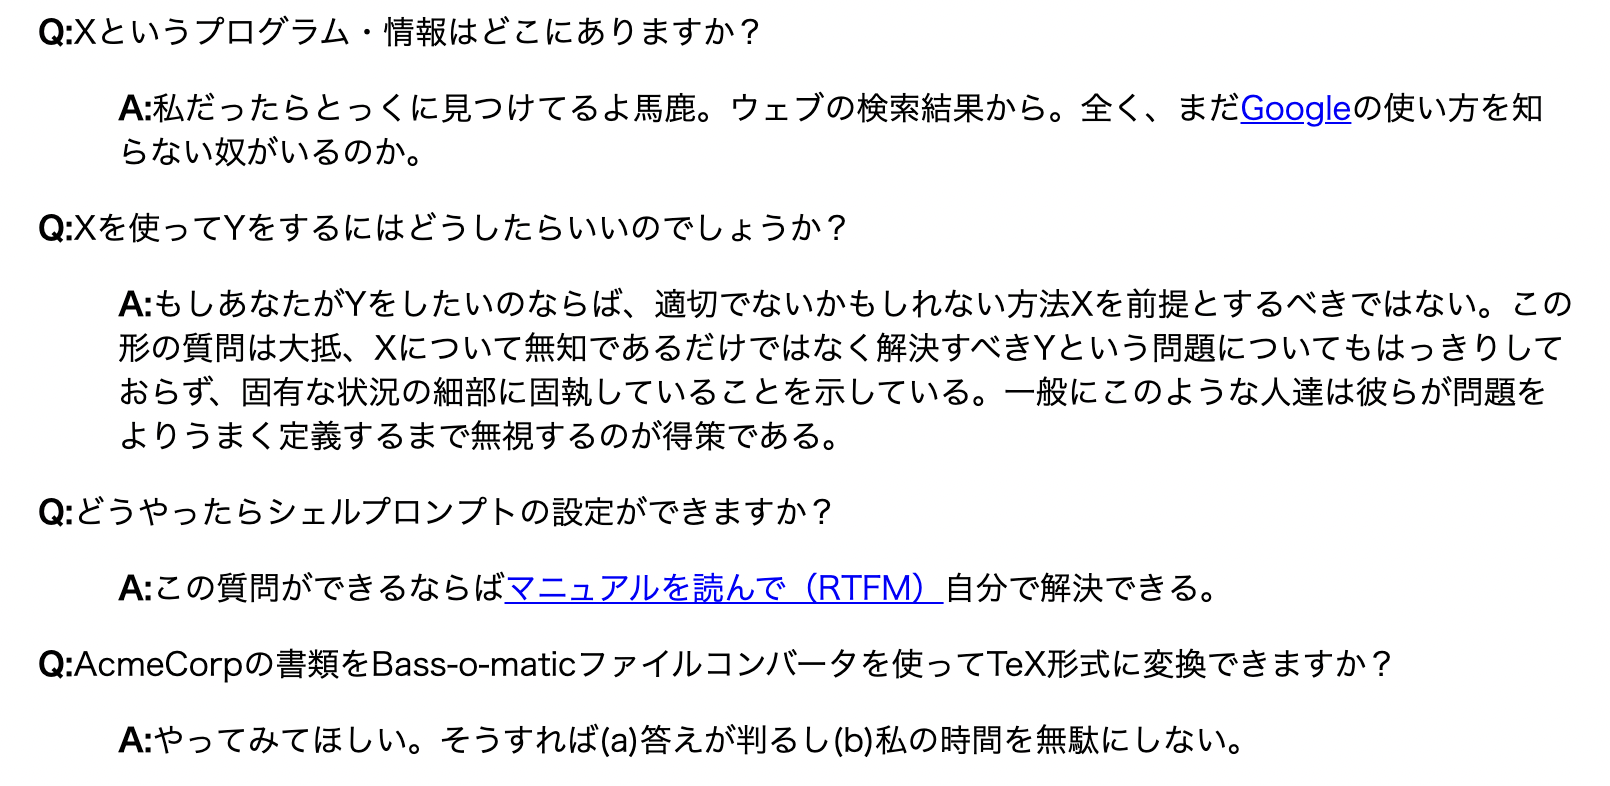 Q:Xというプログラム・情報はどこにありますか？
A:私だったらとっくに見つけてるよ馬鹿。ウェブの検索結果から。全く、まだGoogleの使い方を知
らない奴がいるのか。
Q:Xを使ってYをするにはどうしたらいいのでしょうか？
A:もしあなたがYをしたいのならば、適切でないかもしれない方法Xを前提とするべきではない。この
形の質問は大抵、Xについて無知であるだけではなく解決すべきYという問題についてもはっきりして
おらず、固有な状況の細部に固執していることを示している。一般にこのような人達は彼らが問題を
よりうまく定義するまで無視するのが得策である。
Q:どうやったらシェルプロンプトの設定ができますか？
A:この質問ができるならばマニュアルを読んで（RTFM）自分で解決できる。
Q:AcmeCorpの書類をBass-o-maticファイルコンバータを使ってTeX形式に変換できますか？
A:やってみてほしい。そうすれば(a)答えが判るし(b)私の時間を無駄にしない。